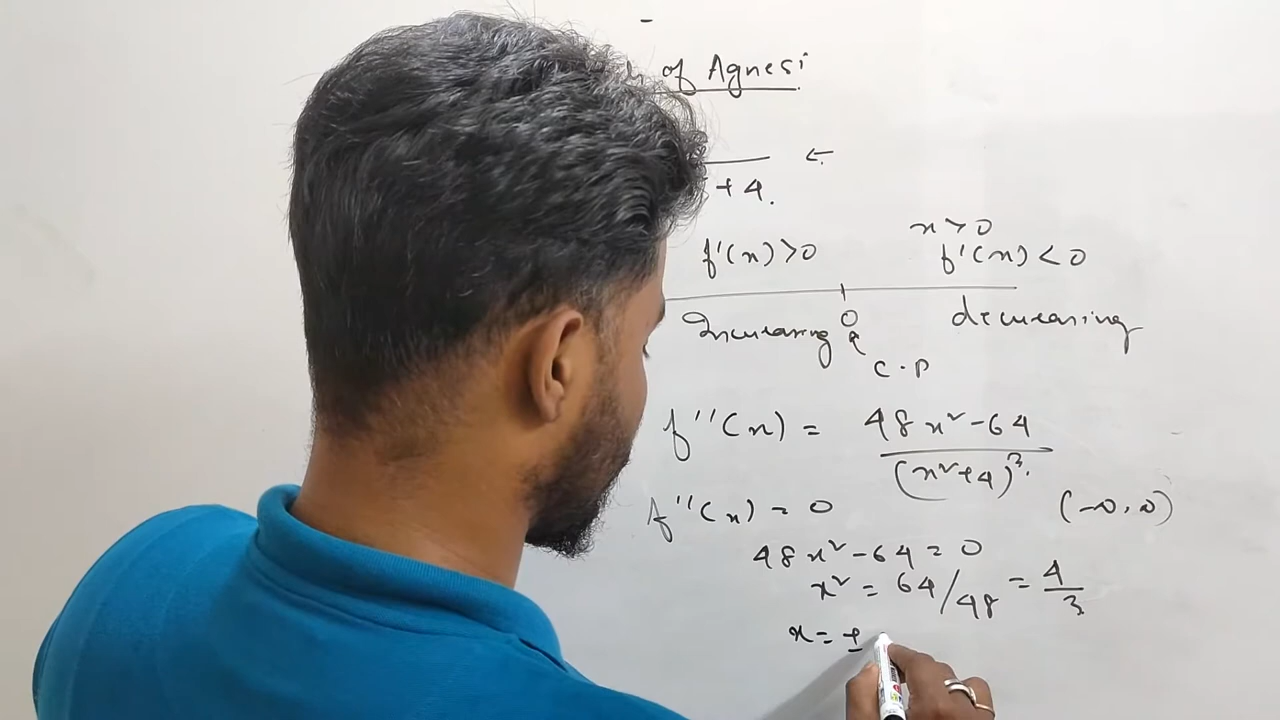 of Agnesi
+ 4.
x > 0
f'(x) > 0 f'(x) < 0
Increasing 0 decreasing
C.P
f''(x) = 48x² - 64
(x²+4)³
f''(x) = 0 (-∞, ∞)
48x² - 64 = 0
x² = 64/48 = 4/3
x = ±